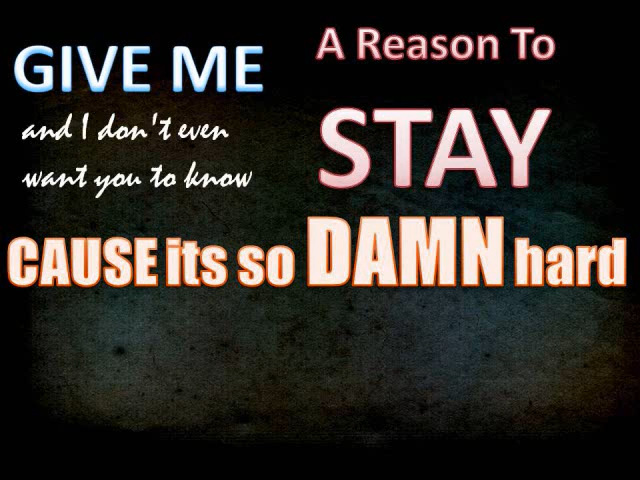 GIVE ME
A Reason To
STAY
and I don't even
want you to know
CAUSE its so DAMN hard